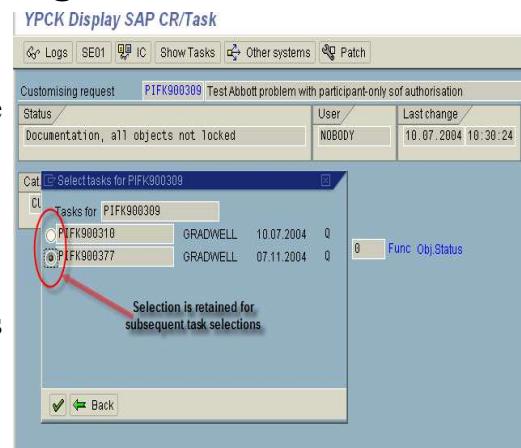 YPCK Display SAP CR/Task
Logs SE01 IC Show Tasks Other systems Patch
Customising request PIFK900309 Test Abbott problem with participant-only sof authorisation
Status User Last change
Documentation, all objects not locked NOBODY 10.07.2004 10:30:24
Cat.
Select tasks for PIFK900309
CU
Tasks for PIFK900309
PIFK900310 GRADWELL 10.07.2004 Q
PIFK900377 GRADWELL 07.11.2004 Q
0 Func Obj.Status
Selection is retained for
subsequent task selections
Back